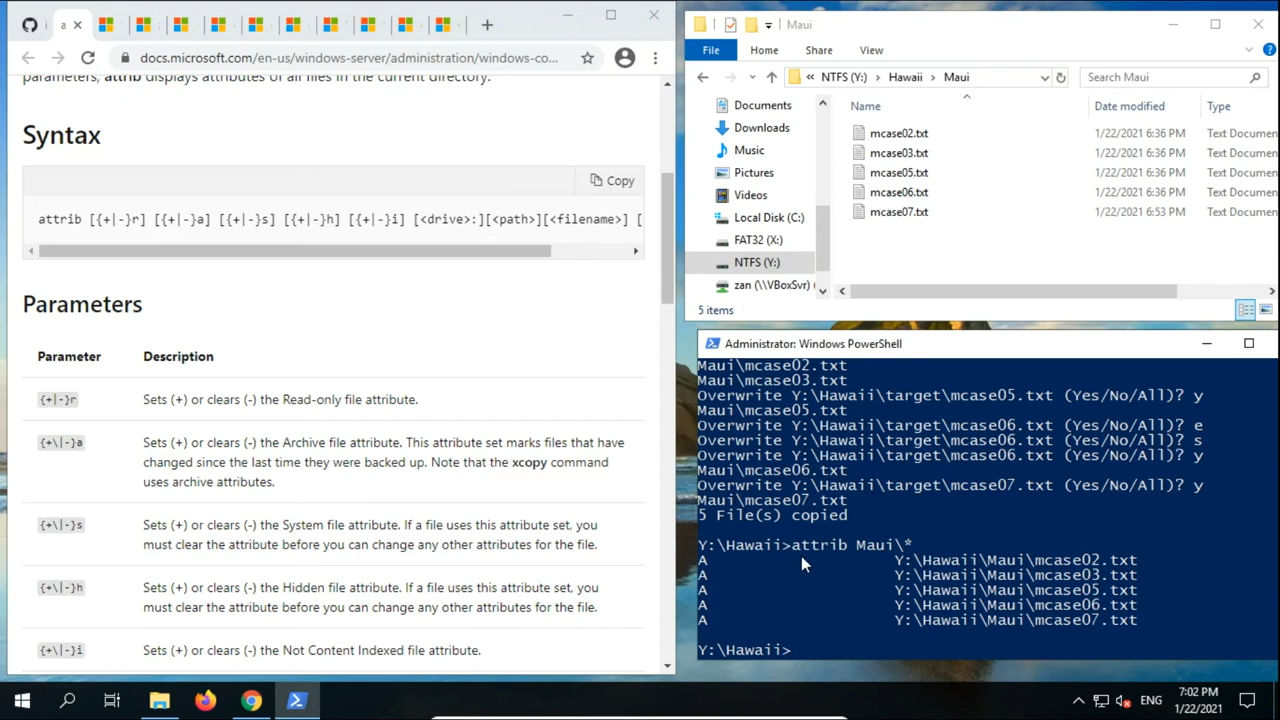 a
docs.microsoft.com/en-us/windows-server/administration/windows-co...
parameters, attrib displays attributes of all files in the current directory.
Syntax
Copy
attrib [{+|-}r] [{+|-}a] [{+|-}s] [{+|-}h] [{+|-}i] [<drive>:][<path>][<filename>] [
Parameters
Parameter Description
{+|-}r Sets (+) or clears (-) the Read-only file attribute.
{+\|-}a Sets (+) or clears (-) the Archive file attribute. This attribute set marks files that have
changed since the last time they were backed up. Note that the xcopy command
uses archive attributes.
{+\|-}s Sets (+) or clears (-) the System file attribute. If a file uses this attribute set, you
must clear the attribute before you can change any other attributes for the file.
{+\|-}h Sets (+) or clears (-) the Hidden file attribute. If a file uses this attribute set, you
must clear the attribute before you can change any other attributes for the file.
{+\|-}i Sets (+) or clears (-) the Not Content Indexed file attribute.
Maui
File Home Share View
« NTFS (Y:) > Hawaii > Maui
Search Maui
Documents
Downloads
Music
Pictures
Videos
Local Disk (C:)
FAT32 (X:)
NTFS (Y:)
zan (\\VBoxSvr) (
Name Date modified Type
mcase02.txt 1/22/2021 6:36 PM Text Documen
mcase03.txt 1/22/2021 6:36 PM Text Documen
mcase05.txt 1/22/2021 6:36 PM Text Documen
mcase06.txt 1/22/2021 6:36 PM Text Documen
mcase07.txt 1/22/2021 6:53 PM Text Documen
5 items
Administrator: Windows PowerShell
Maui\mcase02.txt
Maui\mcase03.txt
Overwrite Y:\Hawaii\target\mcase05.txt (Yes/No/All)? y
Maui\mcase05.txt
Overwrite Y:\Hawaii\target\mcase06.txt (Yes/No/All)? e
Overwrite Y:\Hawaii\target\mcase06.txt (Yes/No/All)? s
Overwrite Y:\Hawaii\target\mcase06.txt (Yes/No/All)? y
Maui\mcase06.txt
Overwrite Y:\Hawaii\target\mcase07.txt (Yes/No/All)? y
Maui\mcase07.txt
5 File(s) copied
Y:\Hawaii>attrib Maui\*
A Y:\Hawaii\Maui\mcase02.txt
A Y:\Hawaii\Maui\mcase03.txt
A Y:\Hawaii\Maui\mcase05.txt
A Y:\Hawaii\Maui\mcase06.txt
A Y:\Hawaii\Maui\mcase07.txt
Y:\Hawaii>
ENG
7:02 PM
1/22/2021